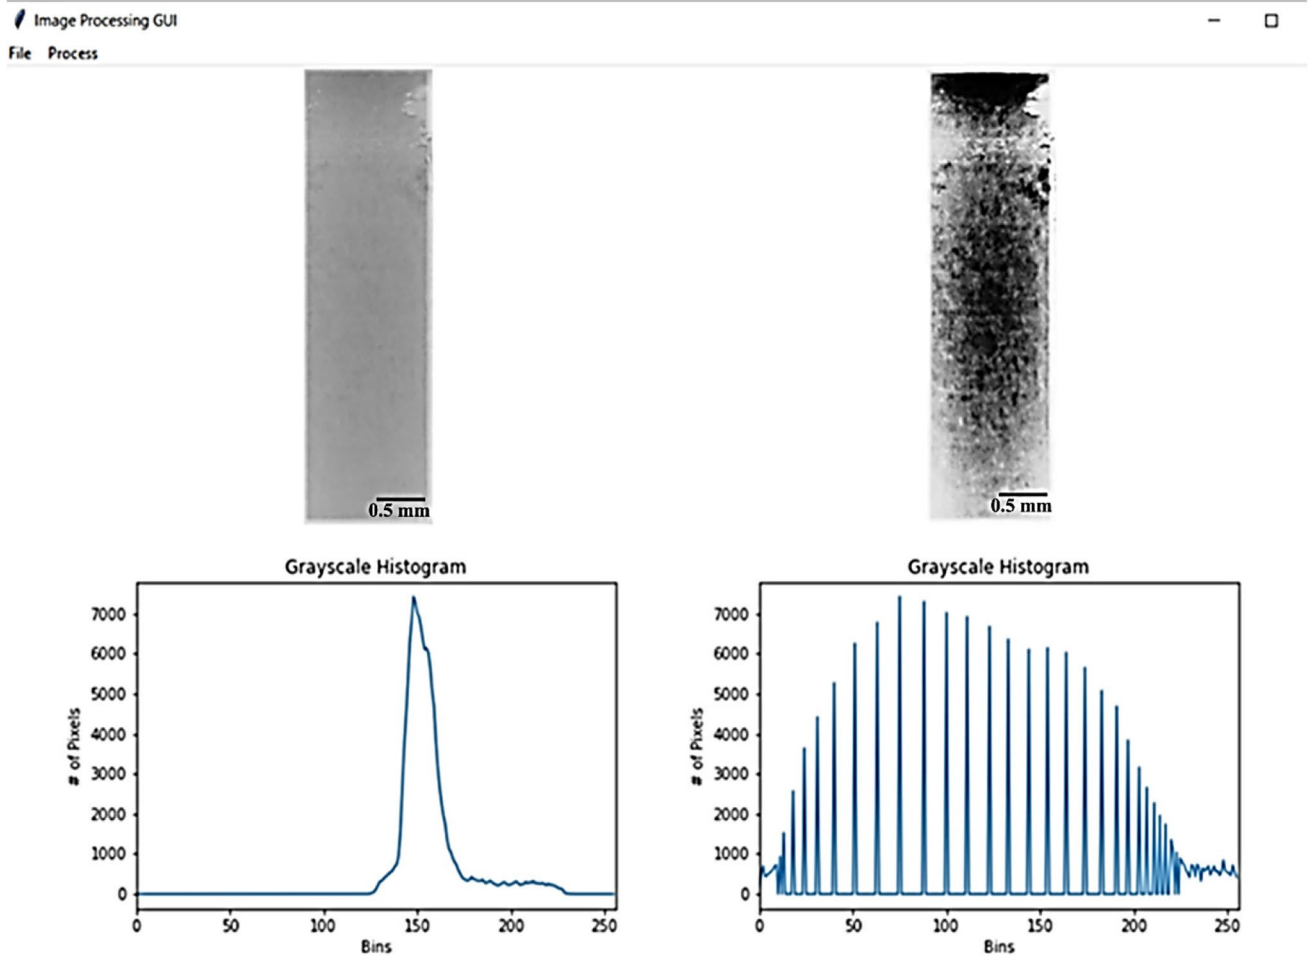 Image Processing GUI
File Process
0.5 mm
0.5 mm
Grayscale Histogram
# of Pixels
7000
6000
5000
4000
3000
2000
1000
0
0 50 100 150 200 250
Bins
Grayscale Histogram
# of Pixels
7000
6000
5000
4000
3000
2000
1000
0
0 50 100 150 200 250
Bins